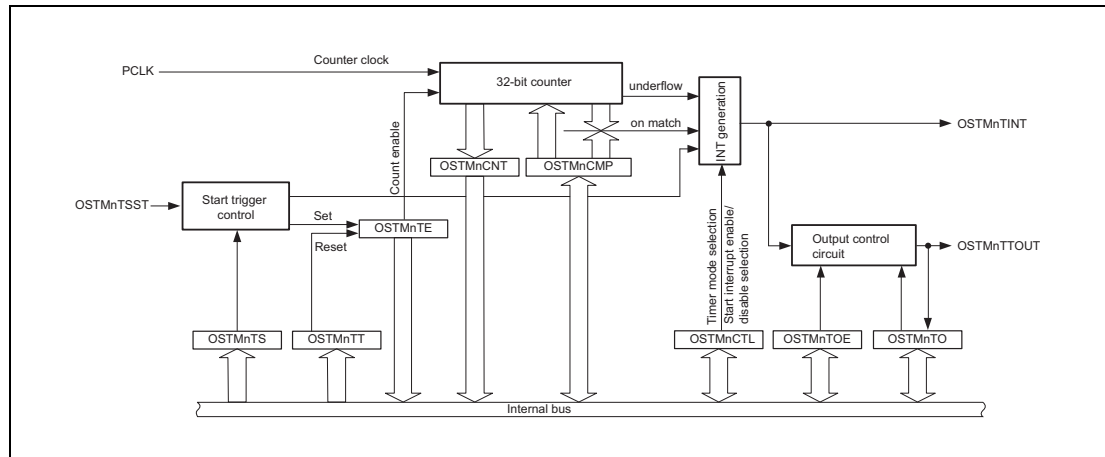 PCLK
Counter clock
32-bit counter
underflow
on match
INT generation
OSTMnTINT
Count enable
OSTMnCNT
OSTMnCMP
OSTMnTSST
Start trigger
control
Set
Reset
OSTMnTE
Timer mode selection
Start interrupt enable/
disable selection
Output control
circuit
OSTMnTTOUT
OSTMnTS
OSTMnTT
OSTMnCTL
OSTMnTOE
OSTMnTO
Internal bus